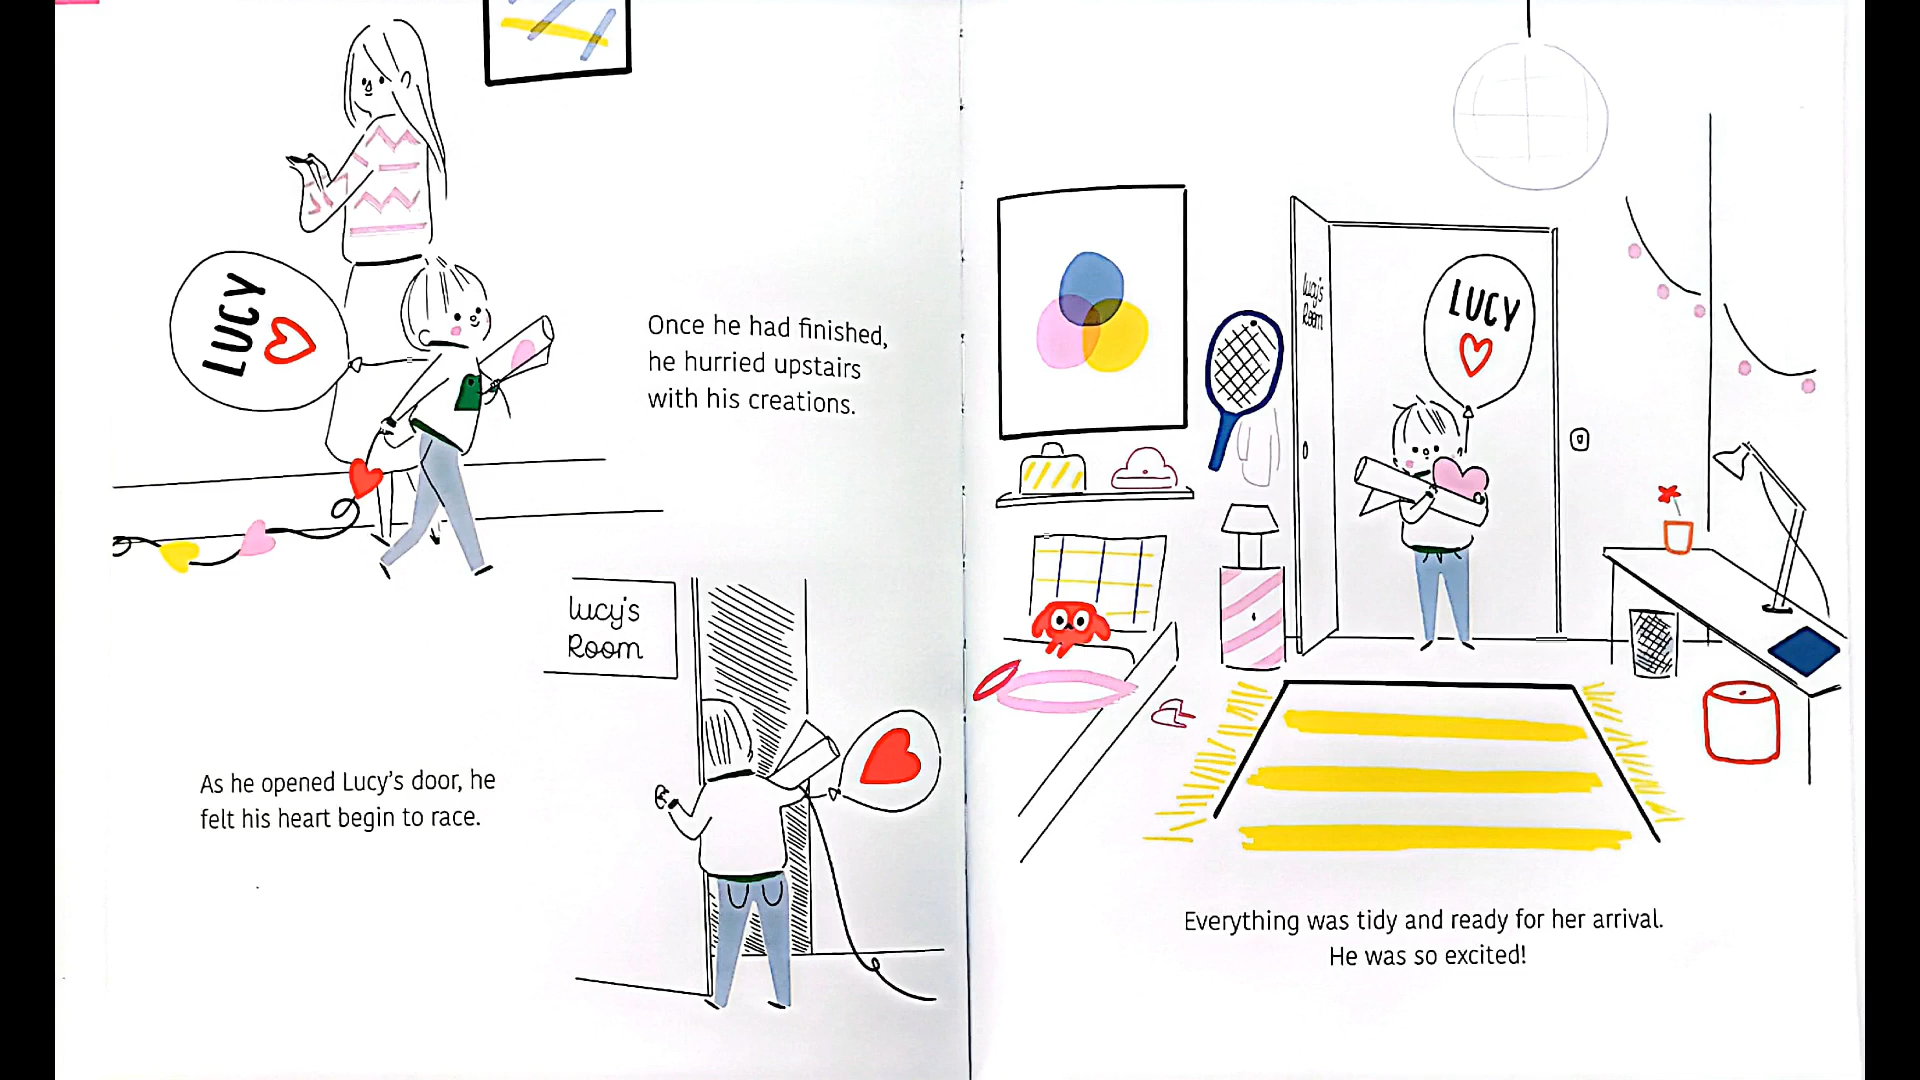 LUCY
Once he had finished,
he hurried upstairs
with his creations.
lucy's
Room
As he opened Lucy's door, he
felt his heart begin to race.
lucy's
Room
LUCY
Everything was tidy and ready for her arrival.
He was so excited!